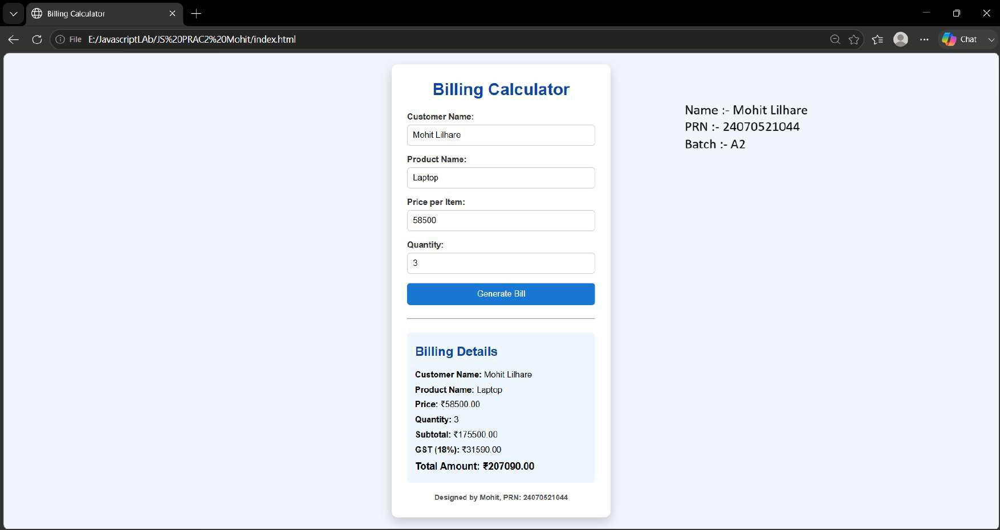 Billing Calculator
File E:/JavascriptLAb/JS%20PRAC2%20Mohit/index.html
Chat
Billing Calculator
Customer Name:
Mohit Lilhare
Product Name:
Laptop
Price per Item:
58500
Quantity:
3
Generate Bill
Billing Details
Customer Name: Mohit Lilhare
Product Name: Laptop
Price: ₹58500.00
Quantity: 3
Subtotal: ₹175500.00
GST (18%): ₹31590.00
Total Amount: ₹207090.00
Designed by Mohit, PRN: 24070521044
Name :- Mohit Lilhare
PRN :- 24070521044
Batch :- A2